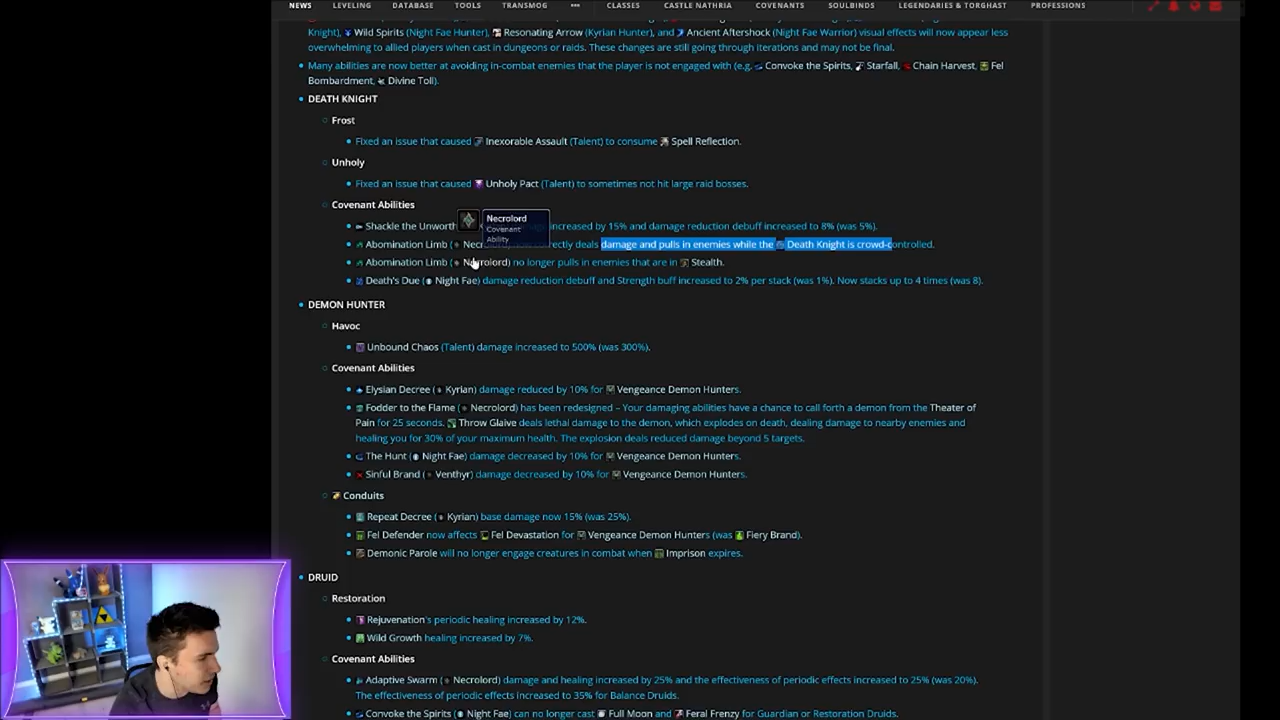 NEWS LEVELING DATABASE TOOLS TRANSMOG ••• CLASSES CASTLE NATHRIA COVENANTS SOULBINDS LEGENDARIES & TORGHAST PROFESSIONS
Knight), Wild Spirits (Night Fae Hunter), Resonating Arrow (Kyrian Hunter), and Ancient Aftershock (Night Fae Warrior) visual effects will now appear less
overwhelming to allied players when cast in dungeons or raids. These changes are still going through iterations and may not be final.
Many abilities are now better at avoiding in-combat enemies that the player is not engaged with (e.g. Convoke the Spirits, Starfall, Chain Harvest, Fel
Bombardment, Divine Toll).
DEATH KNIGHT
Frost
Fixed an issue that caused Inexorable Assault (Talent) to consume Spell Reflection.
Unholy
Fixed an issue that caused Unholy Pact (Talent) to sometimes not hit large raid bosses.
Covenant Abilities
Necrolord
Covenant
Ability
Shackle the Unworth increased by 15% and damage reduction debuff increased to 8% (was 5%).
Abomination Limb ( correctly deals damage and pulls in enemies while the Death Knight is crowd-controlled.
Abomination Limb ( Necrolord) no longer pulls in enemies that are in Stealth.
Death's Due ( Night Fae) damage reduction debuff and Strength buff increased to 2% per stack (was 1%). Now stacks up to 4 times (was 8).
DEMON HUNTER
Havoc
Unbound Chaos (Talent) damage increased to 500% (was 300%).
Covenant Abilities
Elysian Decree ( Kyrian) damage reduced by 10% for Vengeance Demon Hunters.
Fodder to the Flame ( Necrolord) has been redesigned – Your damaging abilities have a chance to call forth a demon from the Theater of
Pain for 25 seconds. Throw Glaive deals lethal damage to the demon, which explodes on death, dealing damage to nearby enemies and
healing you for 30% of your maximum health. The explosion deals reduced damage beyond 5 targets.
The Hunt ( Night Fae) damage decreased by 10% for Vengeance Demon Hunters.
Sinful Brand ( Venthyr) damage decreased by 10% for Vengeance Demon Hunters.
Conduits
Repeat Decree ( Kyrian) base damage now 15% (was 25%).
Fel Defender now affects Fel Devastation for Vengeance Demon Hunters (was Fiery Brand).
Demonic Parole will no longer engage creatures in combat when Imprison expires.
DRUID
Restoration
Rejuvenation's periodic healing increased by 12%.
Wild Growth healing increased by 7%.
Covenant Abilities
Adaptive Swarm ( Necrolord) damage and healing increased by 25% and the effectiveness of periodic effects increased to 25% (was 20%).
The effectiveness of periodic effects increased to 35% for Balance Druids.
Convoke the Spirits ( Night Fae) can no longer cast Full Moon and Feral Frenzy for Guardian or Restoration Druids.